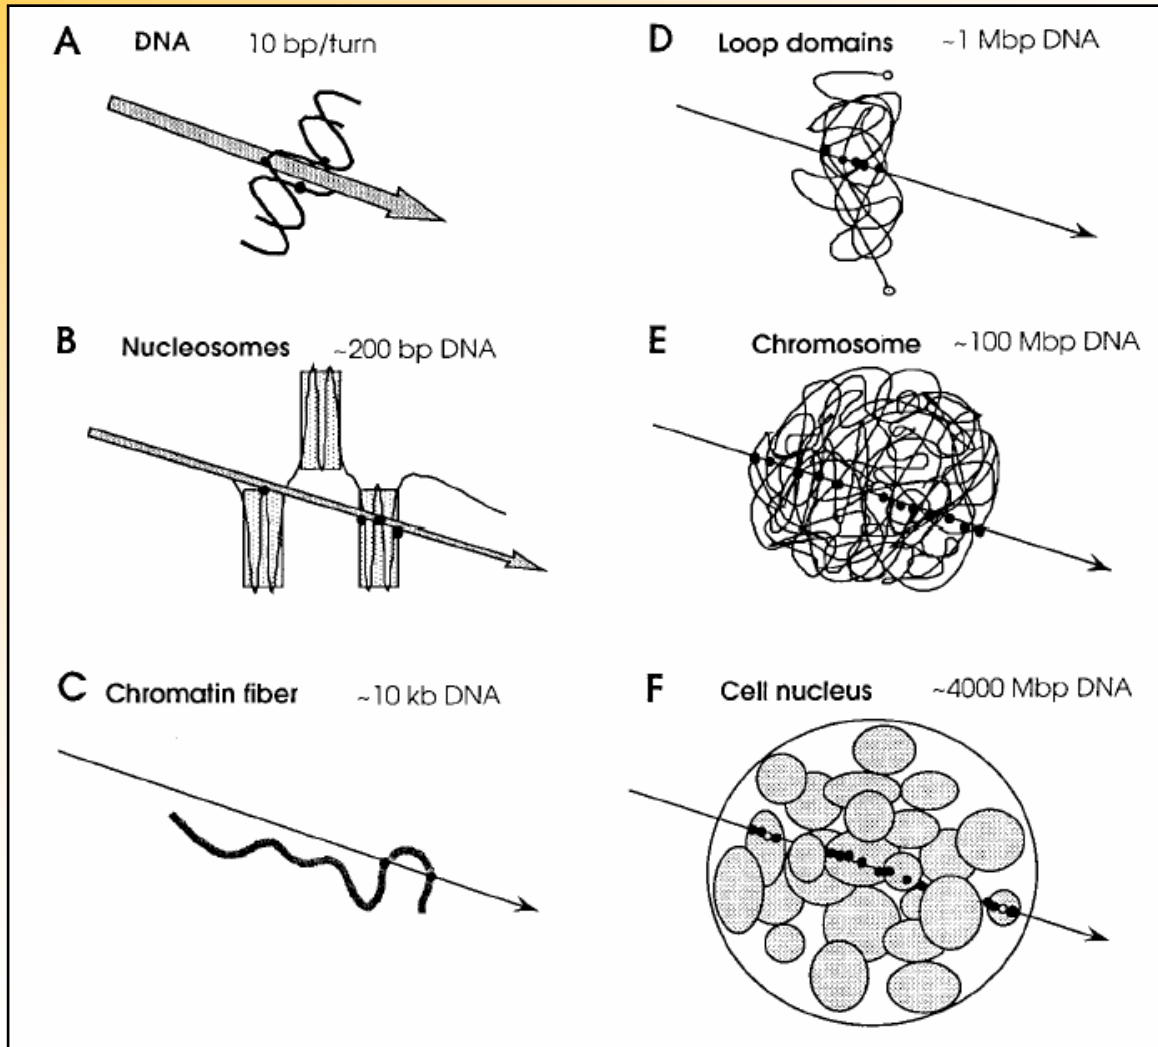 A DNA 10 bp/turn
B Nucleosomes ~200 bp DNA
C Chromatin fiber ~10 kb DNA
D Loop domains ~1 Mbp DNA
E Chromosome ~100 Mbp DNA
F Cell nucleus ~4000 Mbp DNA